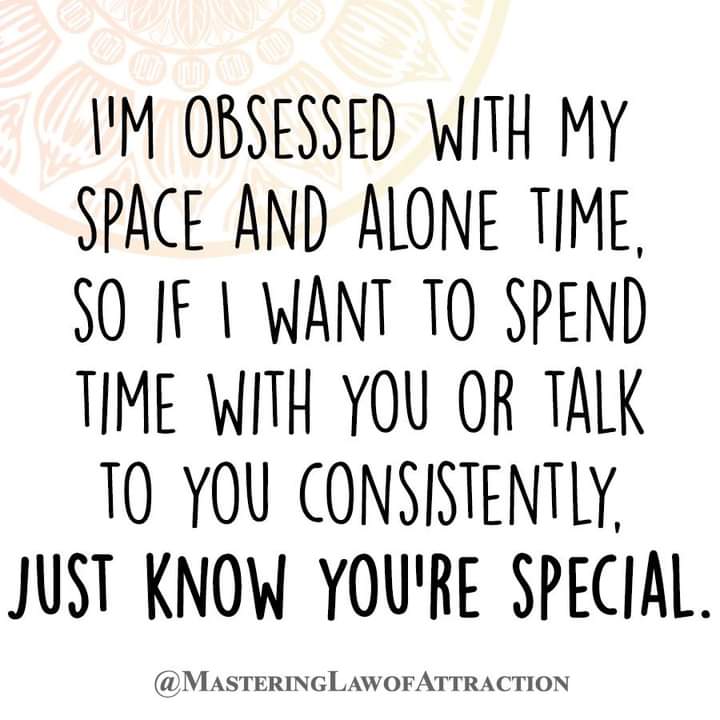 I'M OBSESSED WITH MY
SPACE AND ALONE TIME,
SO IF I WANT TO SPEND
TIME WITH YOU OR TALK
TO YOU CONSISTENTLY,
JUST KNOW YOU'RE SPECIAL.
@MASTERINGLAWOFATTRACTION